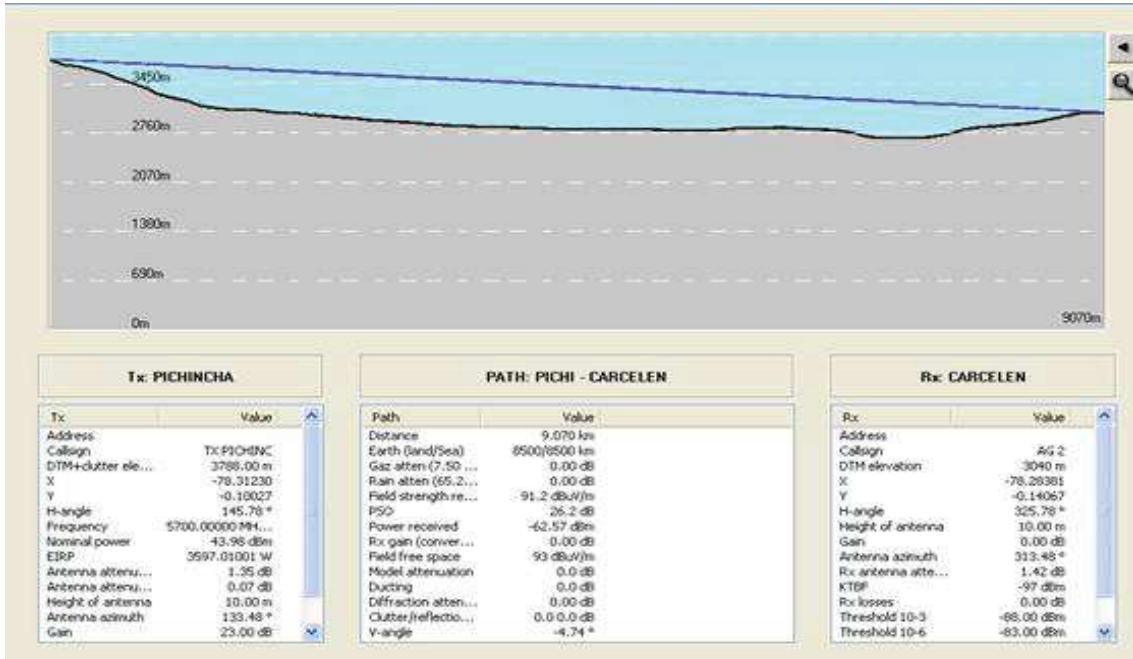 3450m
2760m
2070m
1380m
690m
0m
9070m
Tx: PICHINCHA
PATH: PICHI - CARCELEN
Rx: CARCELEN
Tx Value
Address
Callsign TX PICHINC
DTM+clutter ele... 3788.00 m
X -78.31230
Y -0.10027
H-angle 145.78 °
Frequency 5700.00000 MH...
Nominal power 43.98 dBm
EIRP 3597.01001 W
Antenna attenu... 1.35 dB
Antenna attenu... 0.07 dB
Height of antenna 10.00 m
Antenna azimuth 133.48 °
Gain 23.00 dB
Path Value
Distance 9.070 km
Earth (land/Sea) 8500/8500 km
Gaz atten (7.50 ... 0.00 dB
Rain atten (65.2... 0.00 dB
Field strength re... 91.2 dBuV/m
PSO 26.2 dB
Power received -62.57 dBm
Rx gain (conver... 0.00 dB
Field free space 93 dBuV/m
Model attenuation 0.0 dB
Ducting 0.0 dB
Diffraction atten... 0.00 dB
Clutter/reflectio... 0.0 0.0 dB
V-angle -4.74 °
Rx Value
Address
Callsign AG 2
DTM elevation 3040 m
X -78.28381
Y -0.14067
H-angle 325.78 °
Height of antenna 10.00 m
Gain 0.00 dB
Antenna azimuth 313.48 °
Rx antenna atte... 1.42 dB
KTBF -97 dBm
Rx losses 0.00 dB
Threshold 10-3 -88.00 dBm
Threshold 10-6 -83.00 dBm